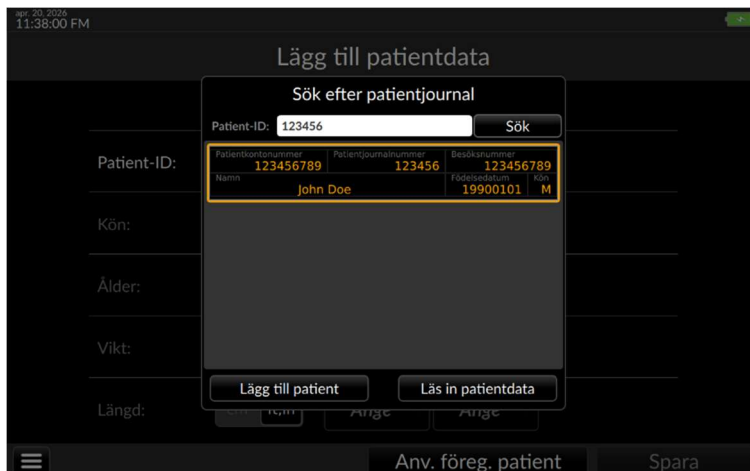 apr. 20, 2026
11:38:00 FM
Lägg till patientdata
Sök efter patientjournal
Patient-ID: 123456 Sök
Patientkontonummer Patientjournalnummer Besöksnummer
123456789 123456 123456789
Namn Födelsedatum Kön
John Doe 19900101 M
Patient-ID:
Kön:
Ålder:
Vikt:
Lägg till patient Läs in patientdata
Längd: cm ft,in Ange Ange
Anv. föreg. patient Spara